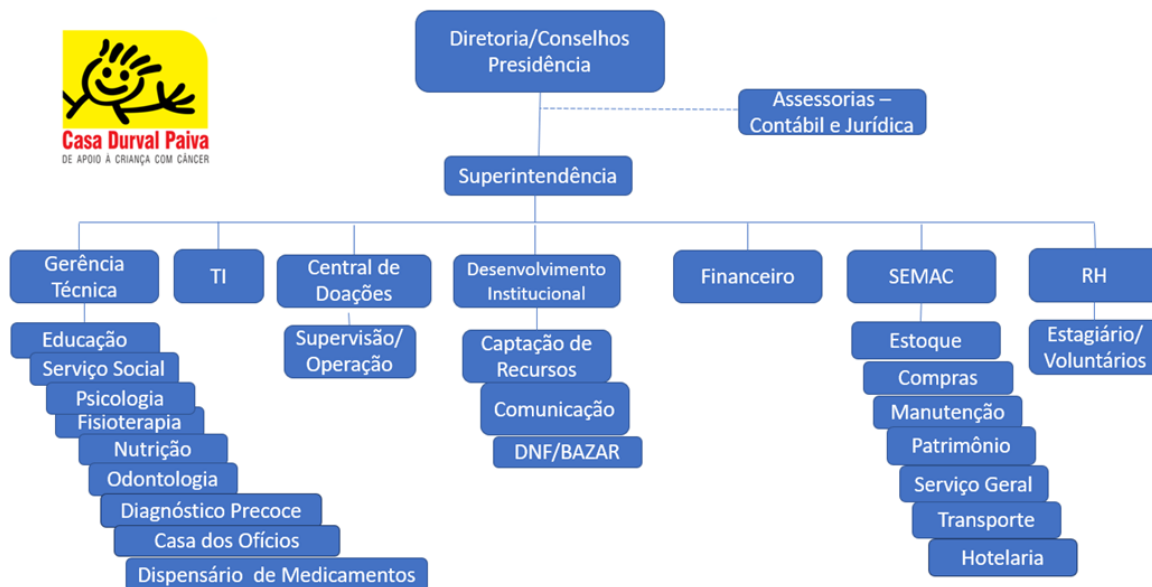 Casa Durval Paiva
DE APOIO À CRIANÇA COM CÂNCER
Diretoria/Conselhos
Presidência
Assessorias –
Contábil e Jurídica
Superintendência
Gerência
Técnica
Educação
Serviço Social
Psicologia
Fisioterapia
Nutrição
Odontologia
Diagnóstico Precoce
Casa dos Ofícios
Dispensário de Medicamentos
TI
Central de
Doações
Supervisão/
Operação
Desenvolvimento
Institucional
Captação de
Recursos
Comunicação
DNF/BAZAR
Financeiro
SEMAC
Estoque
Compras
Manutenção
Patrimônio
Serviço Geral
Transporte
Hotelaria
RH
Estagiário/
Voluntários